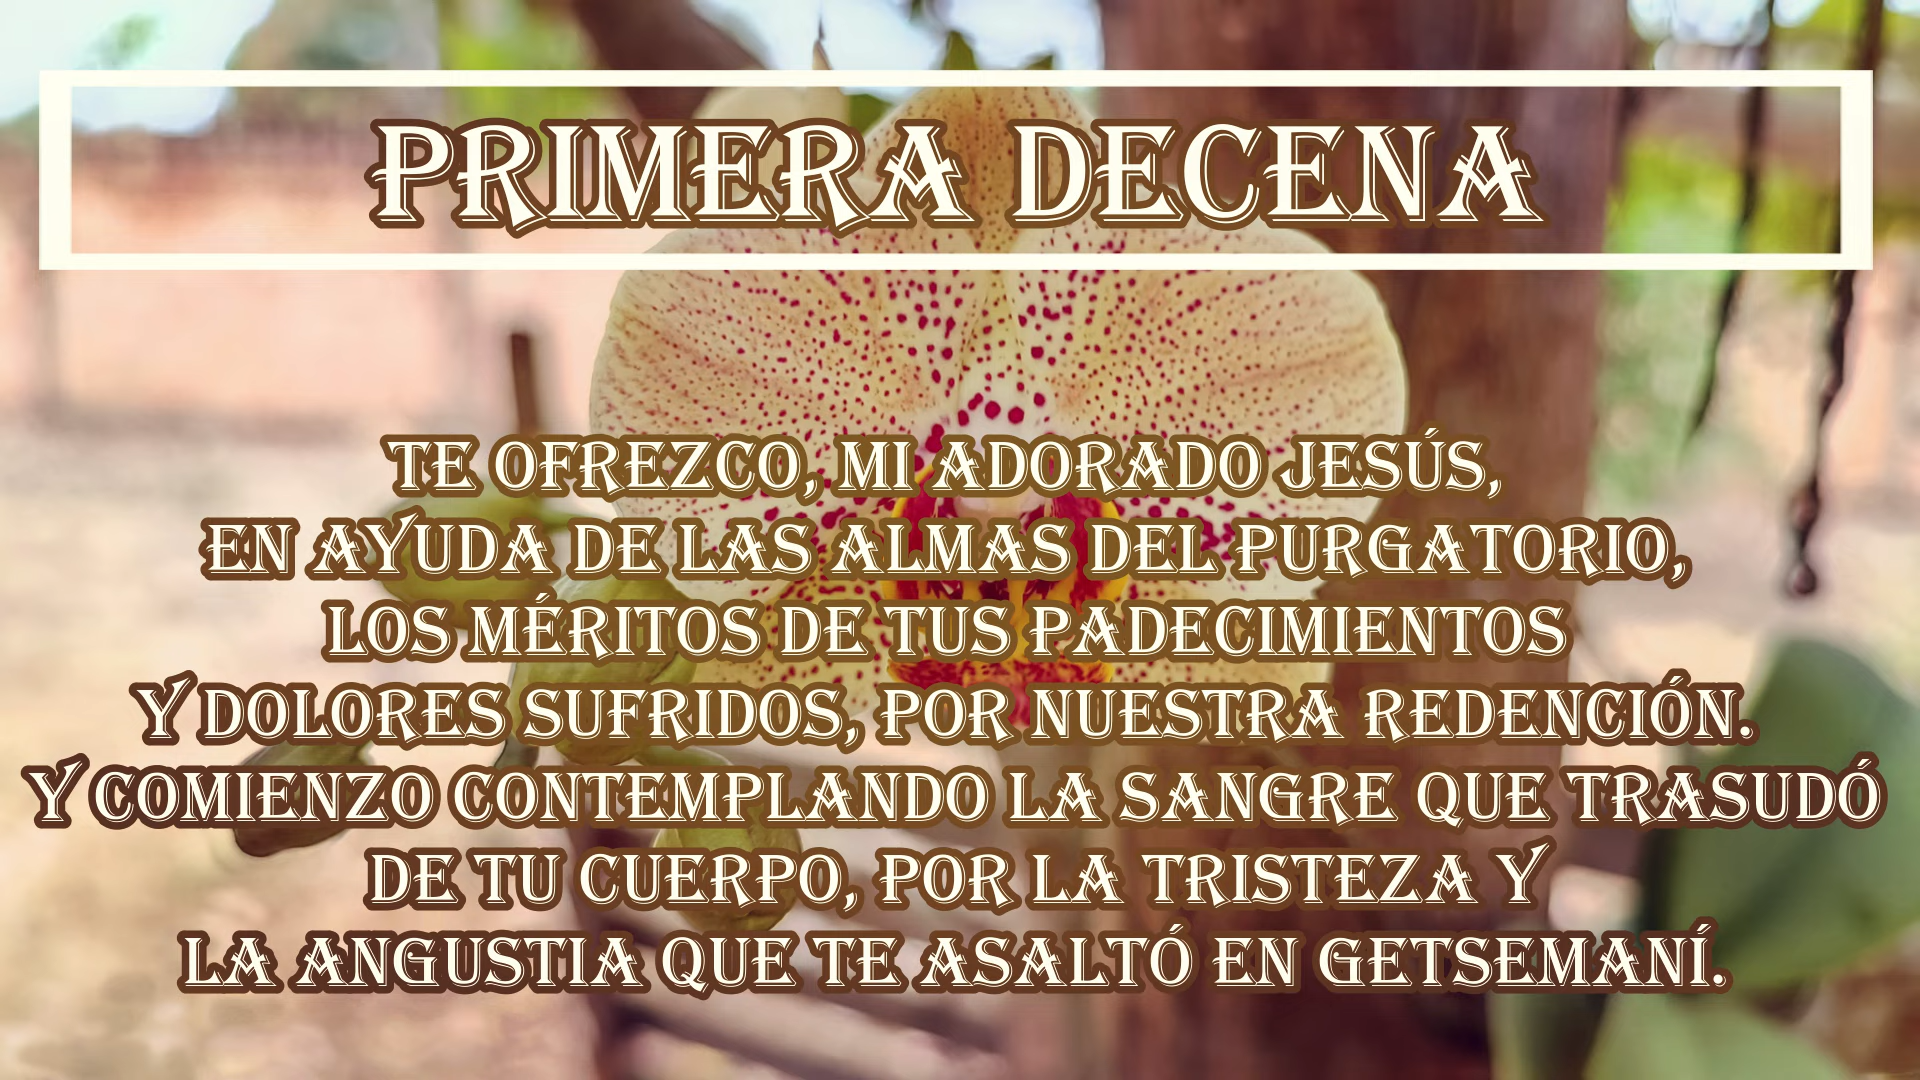 PRIMERA DECENA
TE OFREZCO, MI ADORADO JESÚS,
EN AYUDA DE LAS ALMAS DEL PURGATORIO,
LOS MÉRITOS DE TUS PADECIMIENTOS
Y DOLORES SUFRIDOS, POR NUESTRA REDENCIÓN.
Y COMIENZO CONTEMPLANDO LA SANGRE QUE TRASUDÓ
DE TU CUERPO, POR LA TRISTEZA Y
LA ANGUSTIA QUE TE ASALTÓ EN GETSEMANÍ.